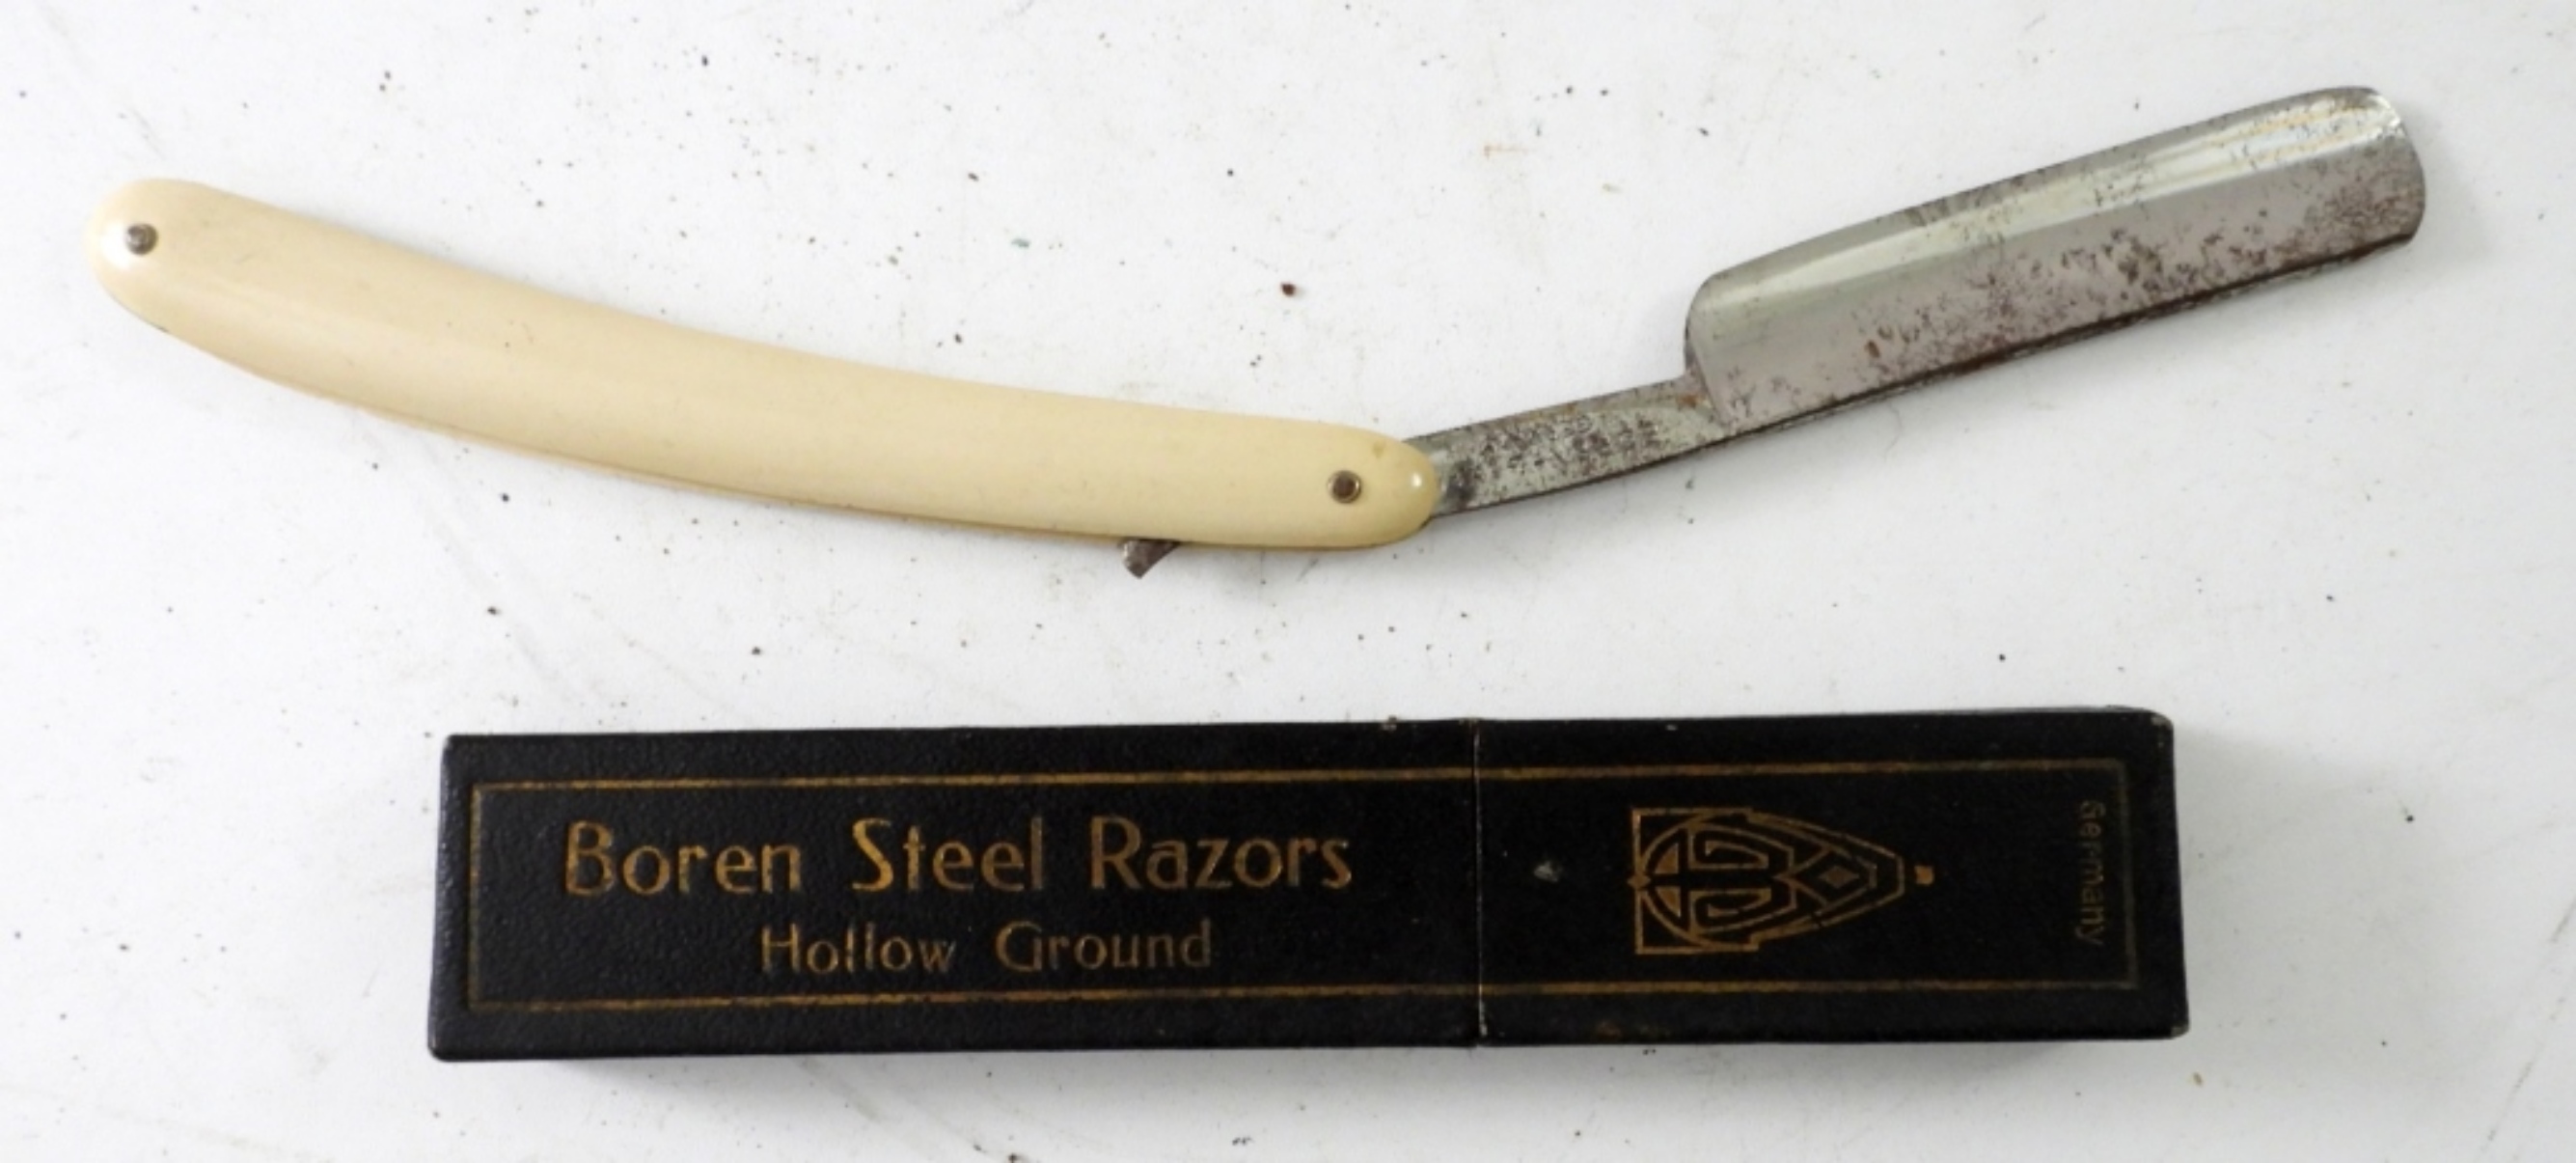 Boren Steel Razors
Hollow Ground
Germany